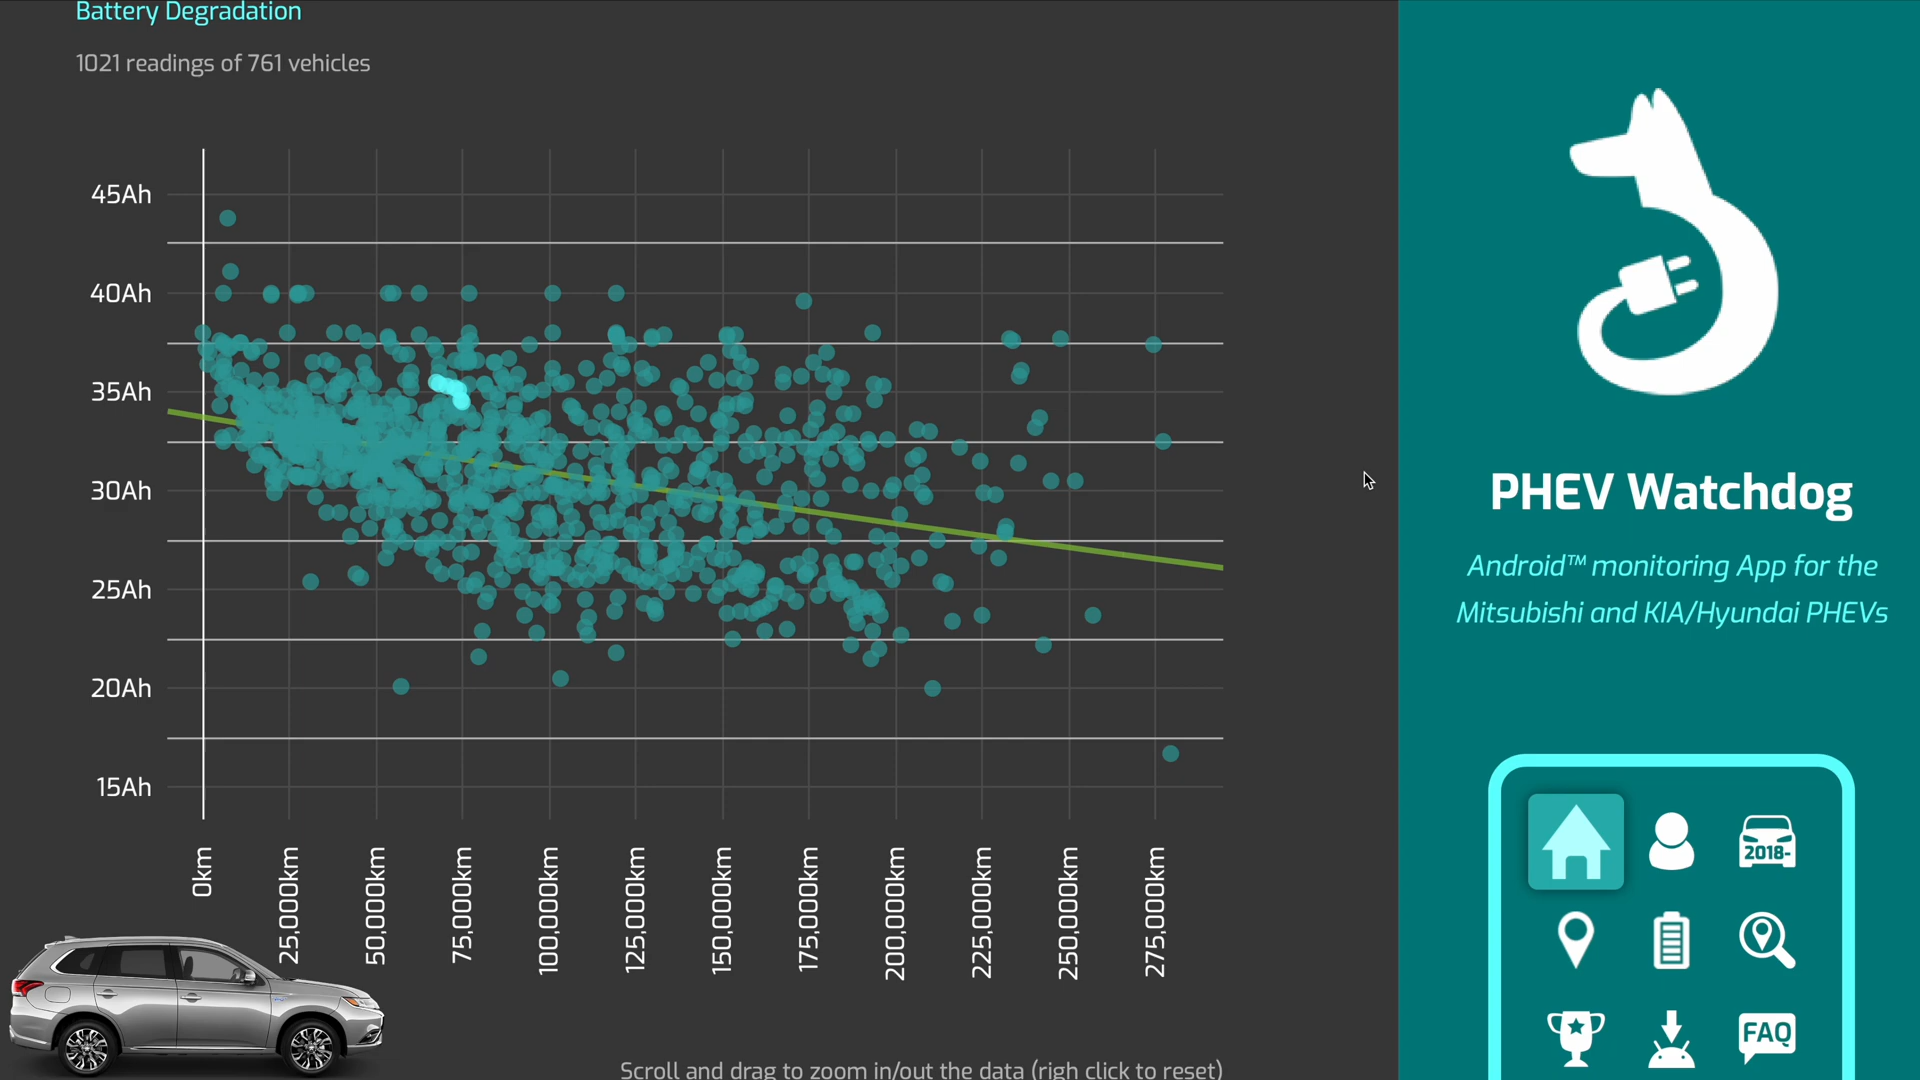 Battery Degradation
1021 readings of 761 vehicles
45Ah
40Ah
35Ah
30Ah
25Ah
20Ah
15Ah
0km
25,000km
50,000km
75,000km
100,000km
125,000km
150,000km
175,000km
200,000km
225,000km
250,000km
275,000km
Scroll and drag to zoom in/out the data (righ click to reset)
PHEV Watchdog
Android™ monitoring App for the
Mitsubishi and KIA/Hyundai PHEVs
2018-
FAQ